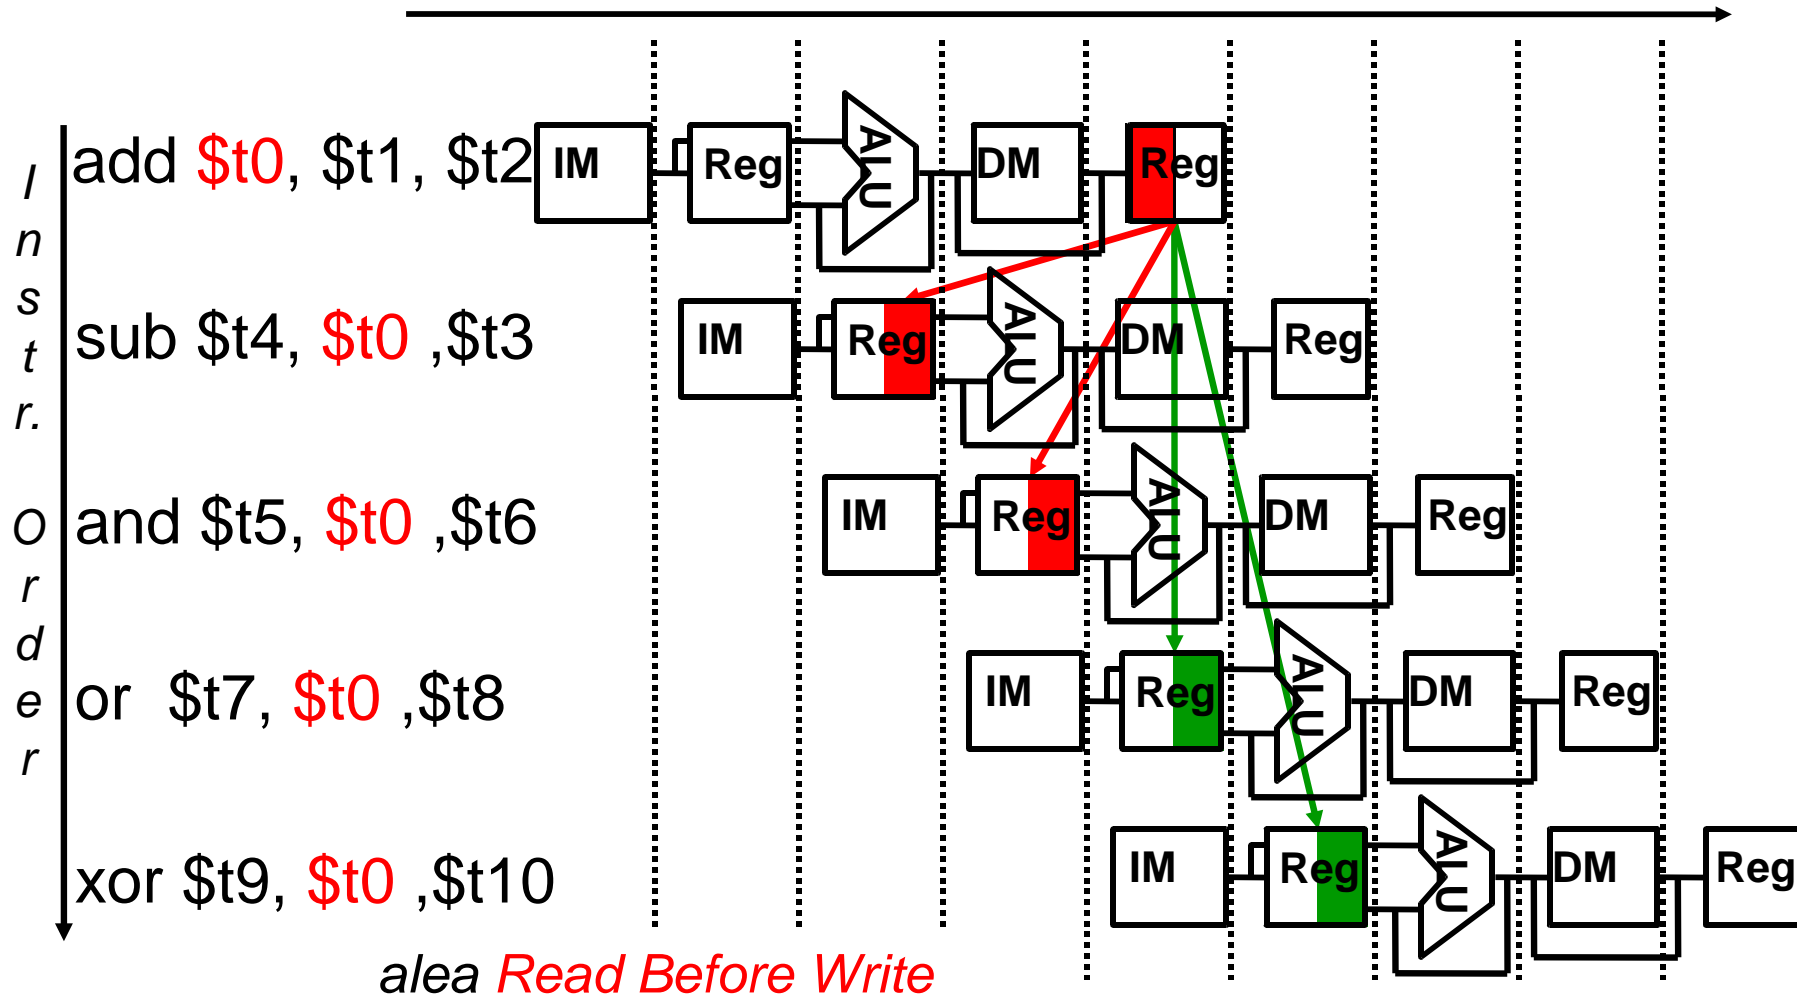 Instr. Order
add $t0, $t1, $t2 IM Reg ALU DM Reg
sub $t4, $t0 ,$t3 IM Reg ALU DM Reg
and $t5, $t0 ,$t6 IM Reg ALU DM Reg
or $t7, $t0 ,$t8 IM Reg ALU DM Reg
xor $t9, $t0 ,$t10 IM Reg ALU DM Reg
alea Read Before Write